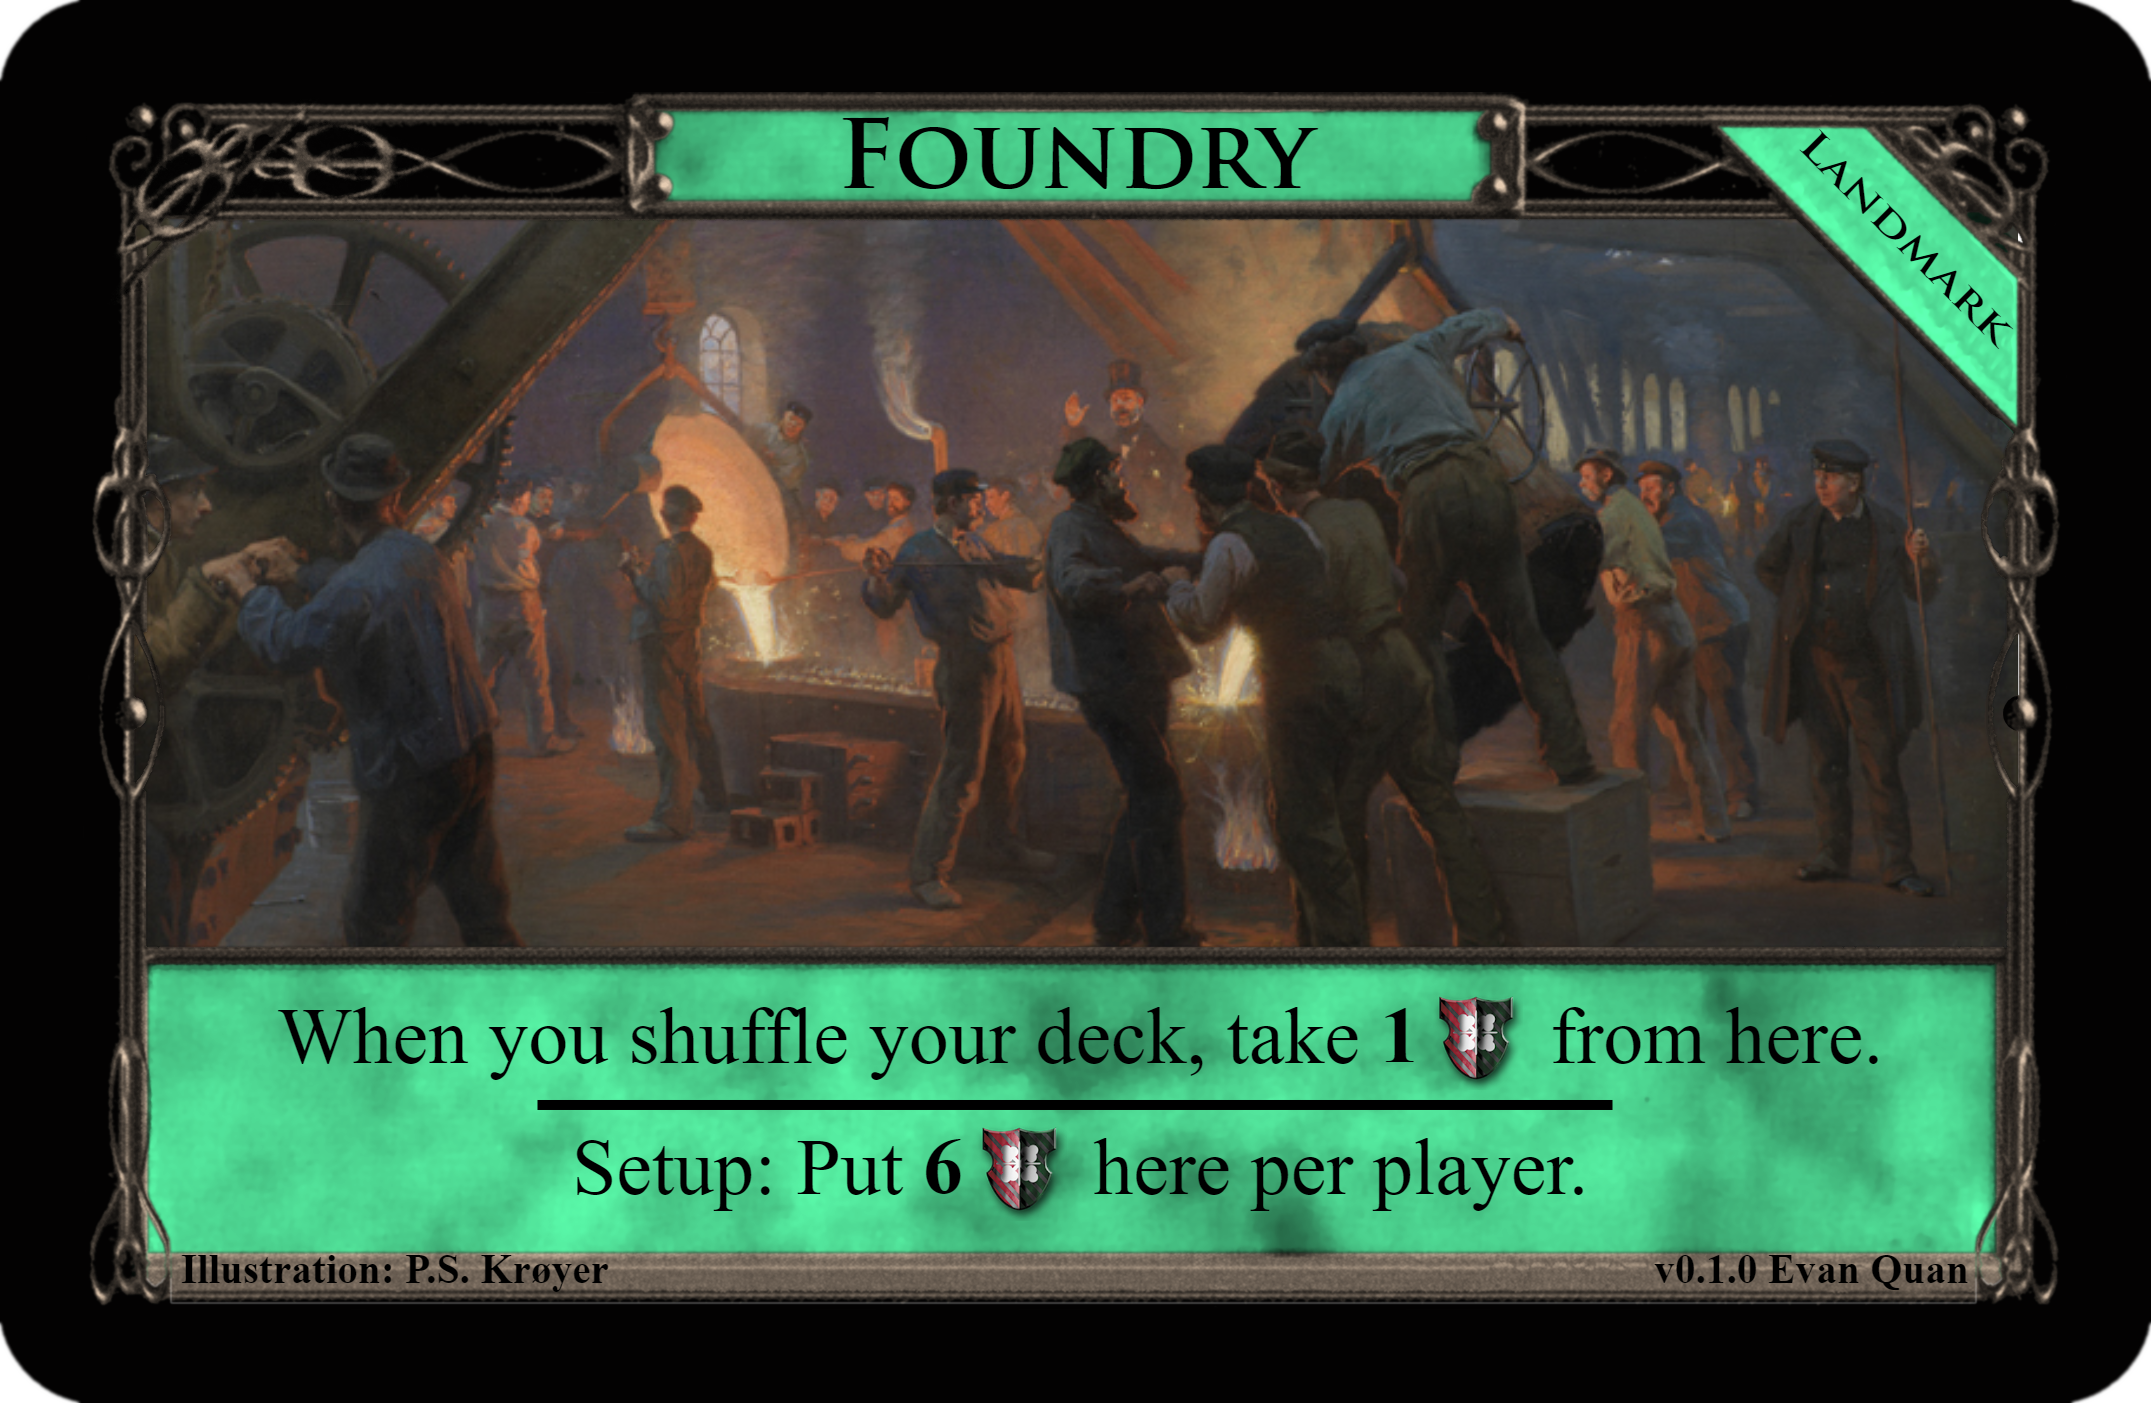 FOUNDRY
LANDMARK
When you shuffle your deck, take 1 from here.
Setup: Put 6 here per player.
Illustration: P.S. Krøyer
v0.1.0 Evan Quan